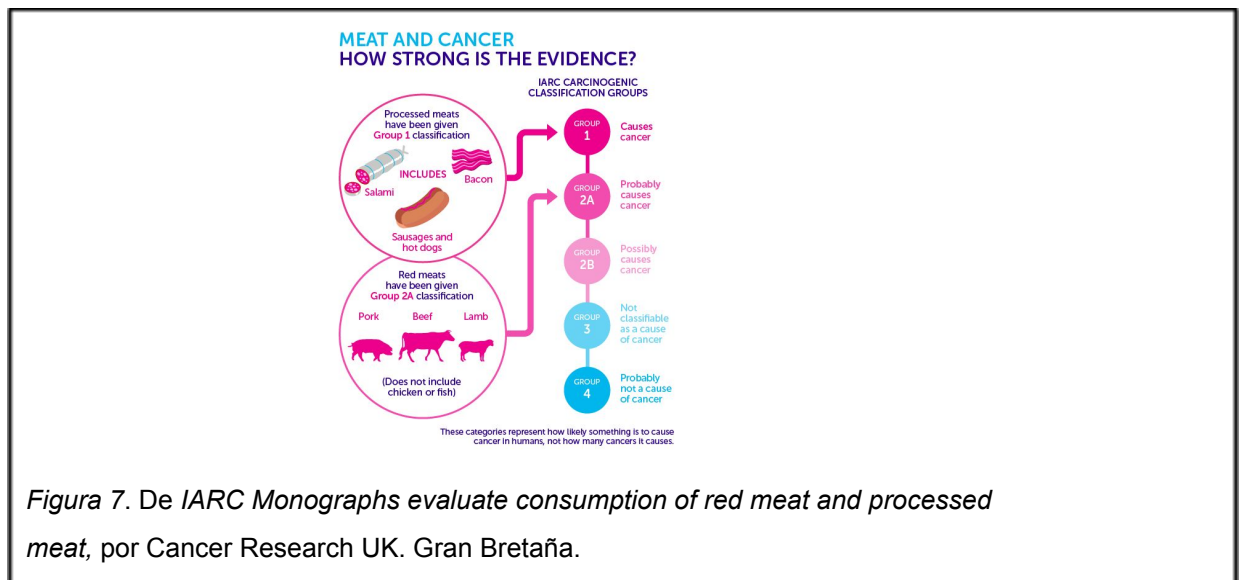 MEAT AND CANCER
HOW STRONG IS THE EVIDENCE?
IARC CARCINOGENIC
CLASSIFICATION GROUPS
Processed meats
have been given
Group 1 classification
INCLUDES
Salami
Bacon
Sausages and
hot dogs
Red meats
have been given
Group 2A classification
Pork
Beef
Lamb
(Does not include
chicken or fish)
GROUP
1
Causes
cancer
GROUP
2A
Probably
causes
cancer
GROUP
2B
Possibly
causes
cancer
GROUP
3
Not
classifiable
as a cause
of cancer
GROUP
4
Probably
not a cause
of cancer
These categories represent how likely something is to cause
cancer in humans, not how many cancers it causes.
Figura 7. De IARC Monographs evaluate consumption of red meat and processed
meat, por Cancer Research UK. Gran Bretaña.